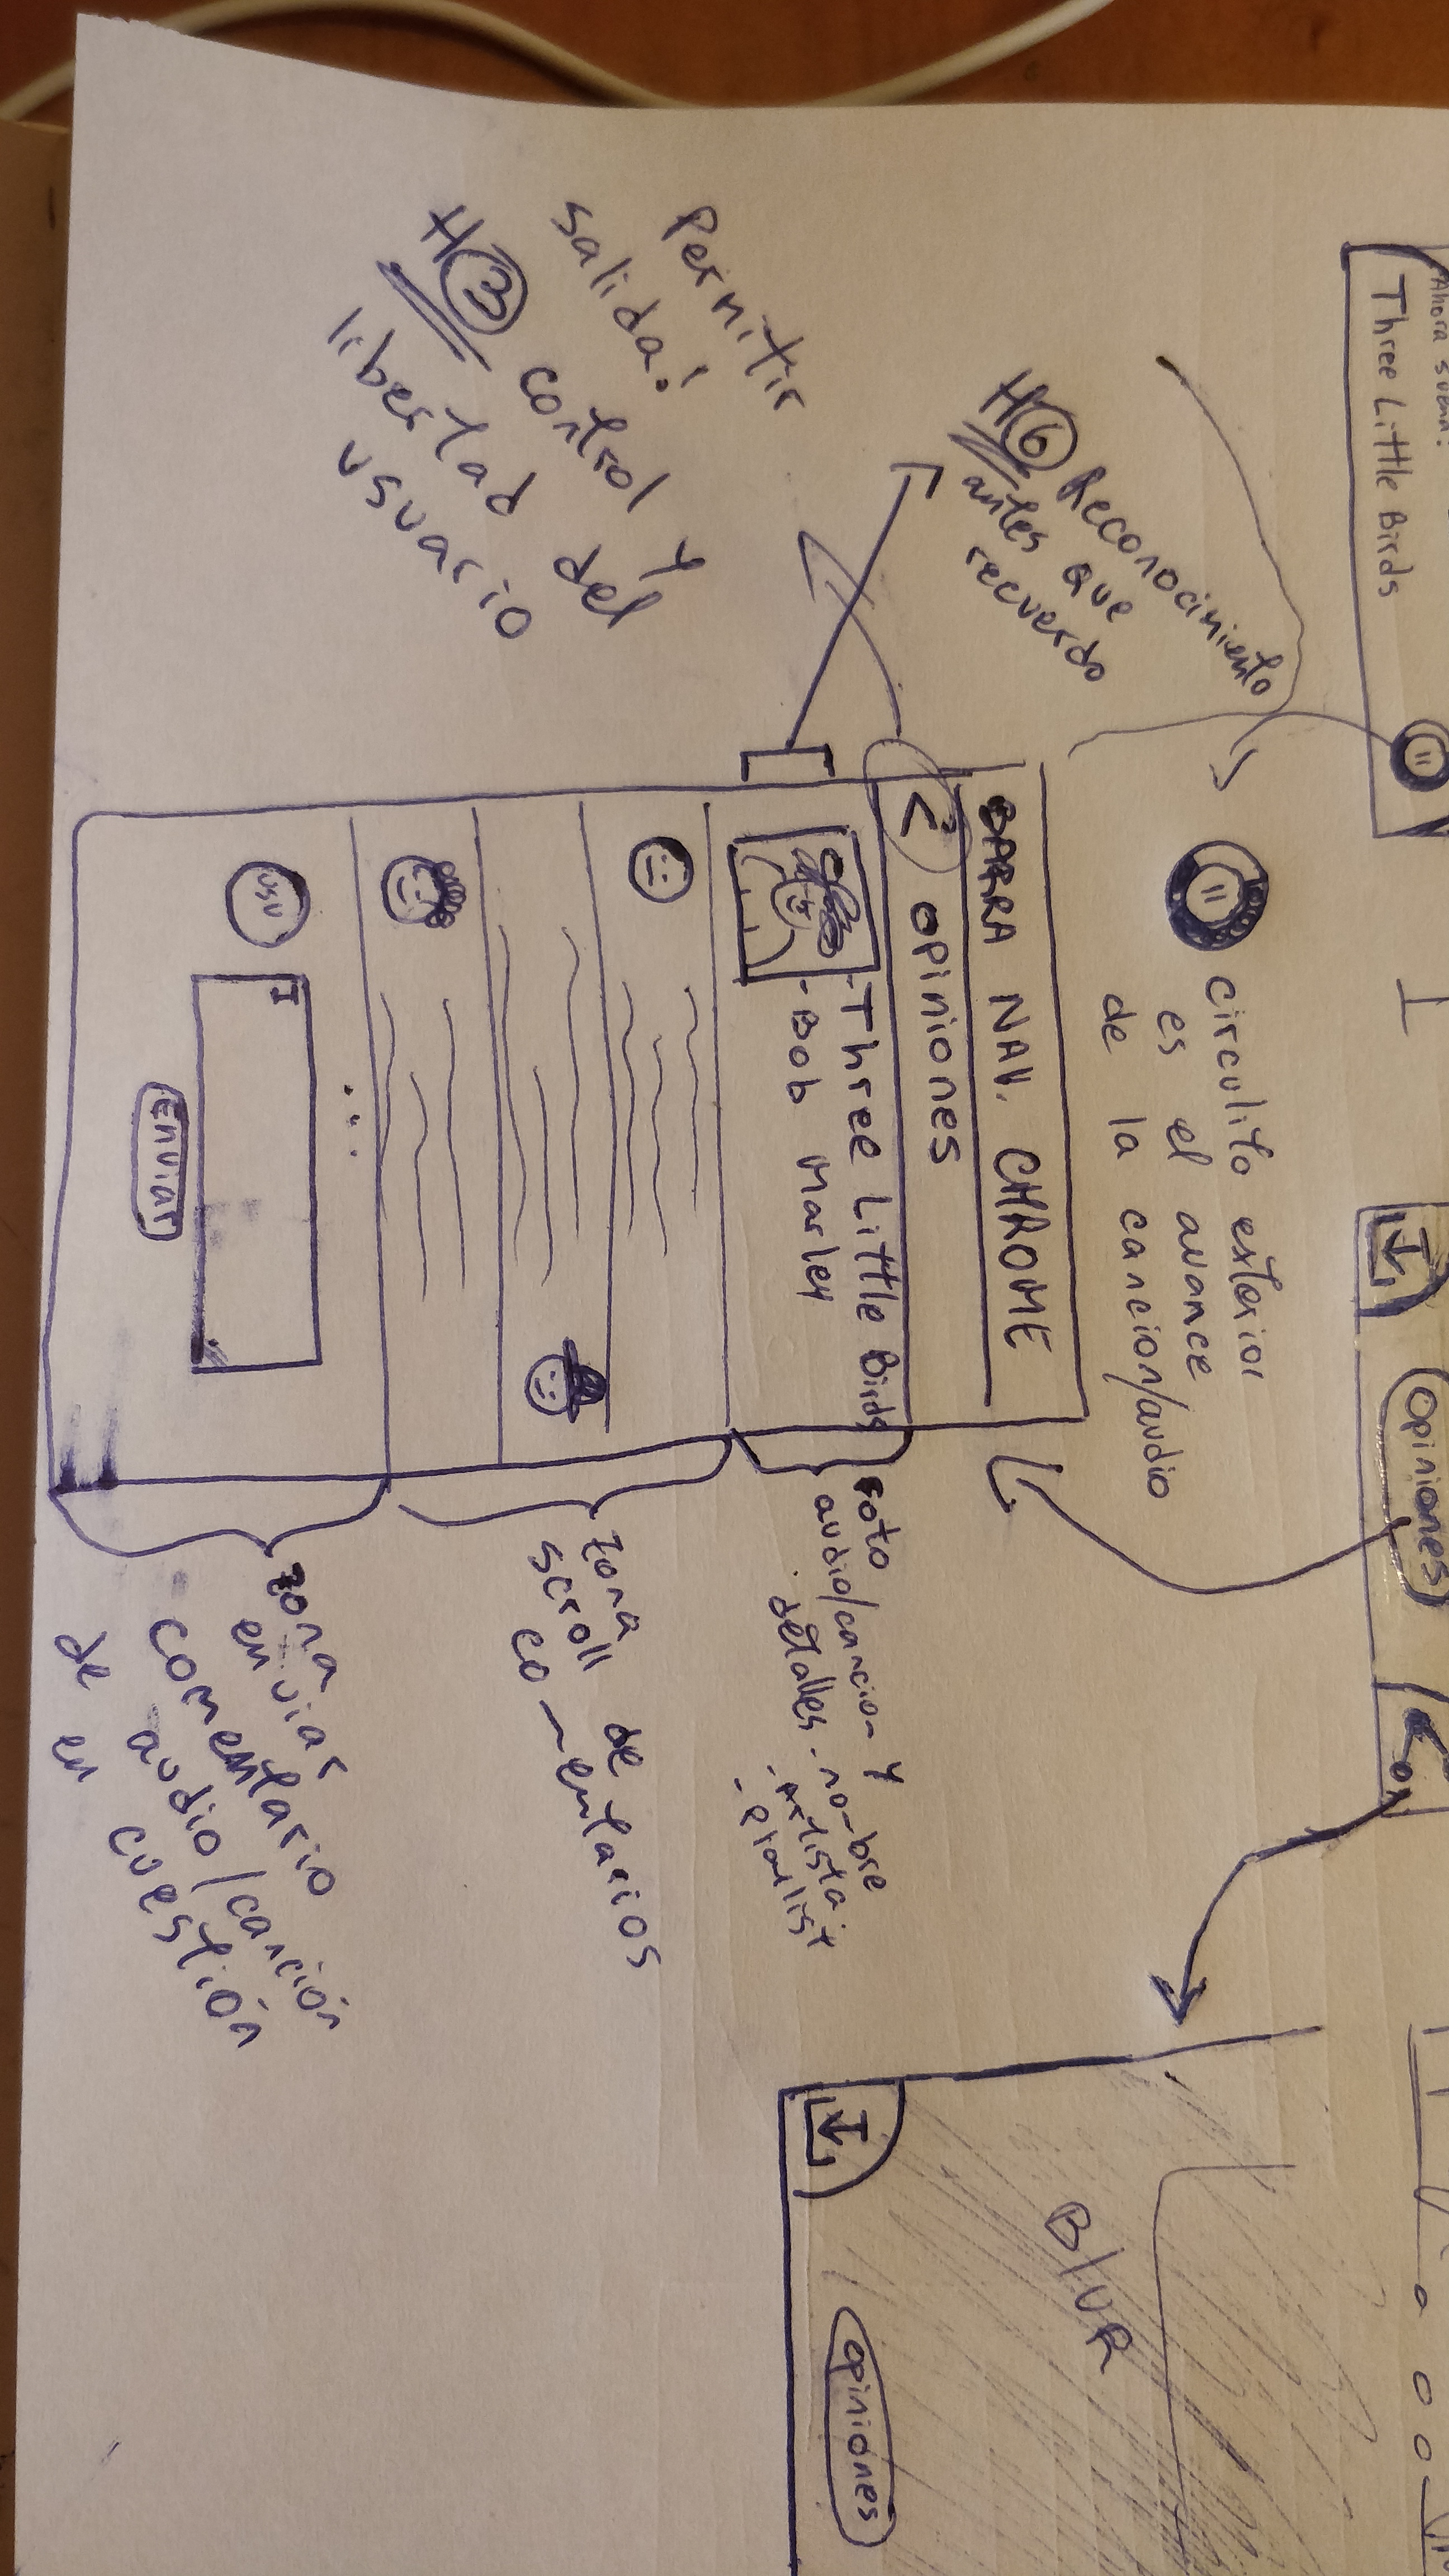 Ahora suena:
Three Little Birds
Opiniones
circulito exterior
es el avance
de la cancion/audio
H6 Reconocimiento
antes que
recuerdo
BARRA NAV. CHROME
< opiniones
-Three Little Birds
-Bob Marley
Foto
audio/cancion y
detalles - nombre
- Artista
- Playlist
Permitir
salida!
H3 control y
libertad del
usuario
zona
scroll de
comentarios
...
USU
I
Enviar
zona
enviar
comentario
de audio/canción
en cuestión
BLUR
opiniones